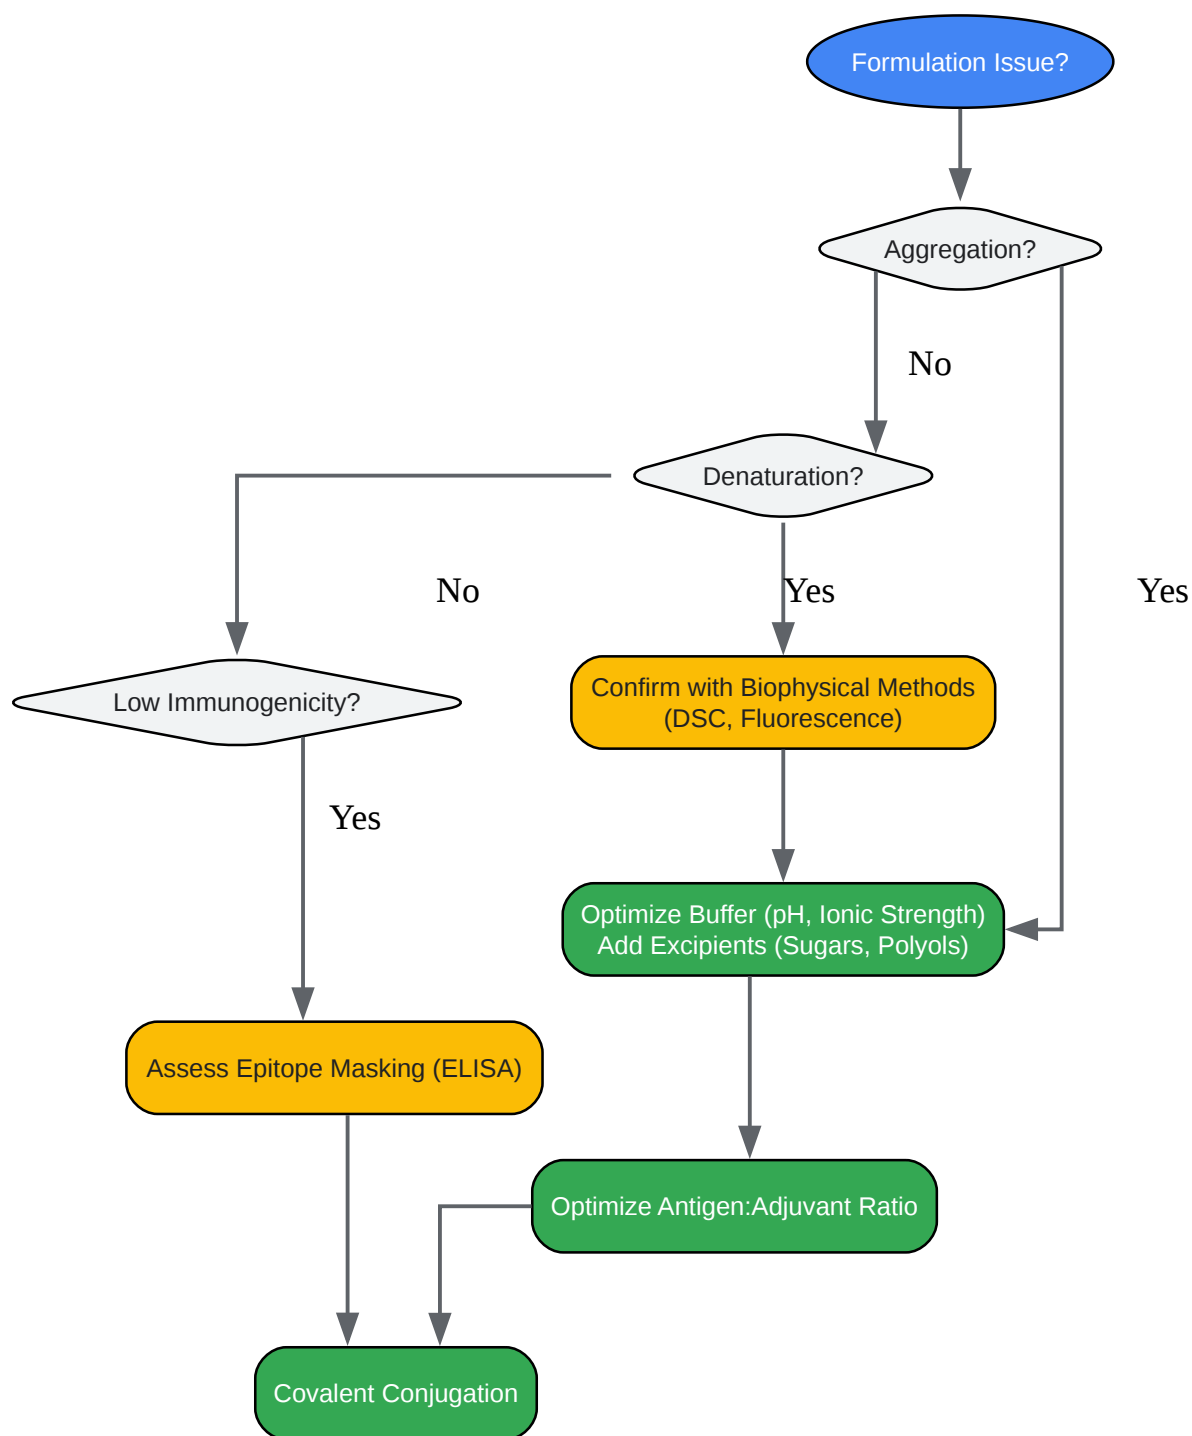 Formulation Issue?
Aggregation?
No
Denaturation?
No
Yes
Yes
Confirm with Biophysical Methods
(DSC, Fluorescence)
Low Immunogenicity?
Yes
Optimize Buffer (pH, Ionic Strength)
Add Excipients (Sugars, Polyols)
Assess Epitope Masking (ELISA)
Optimize Antigen:Adjuvant Ratio
Covalent Conjugation